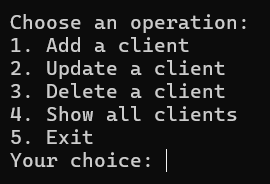 Choose an operation:
1. Add a client
2. Update a client
3. Delete a client
4. Show all clients
5. Exit
Your choice: